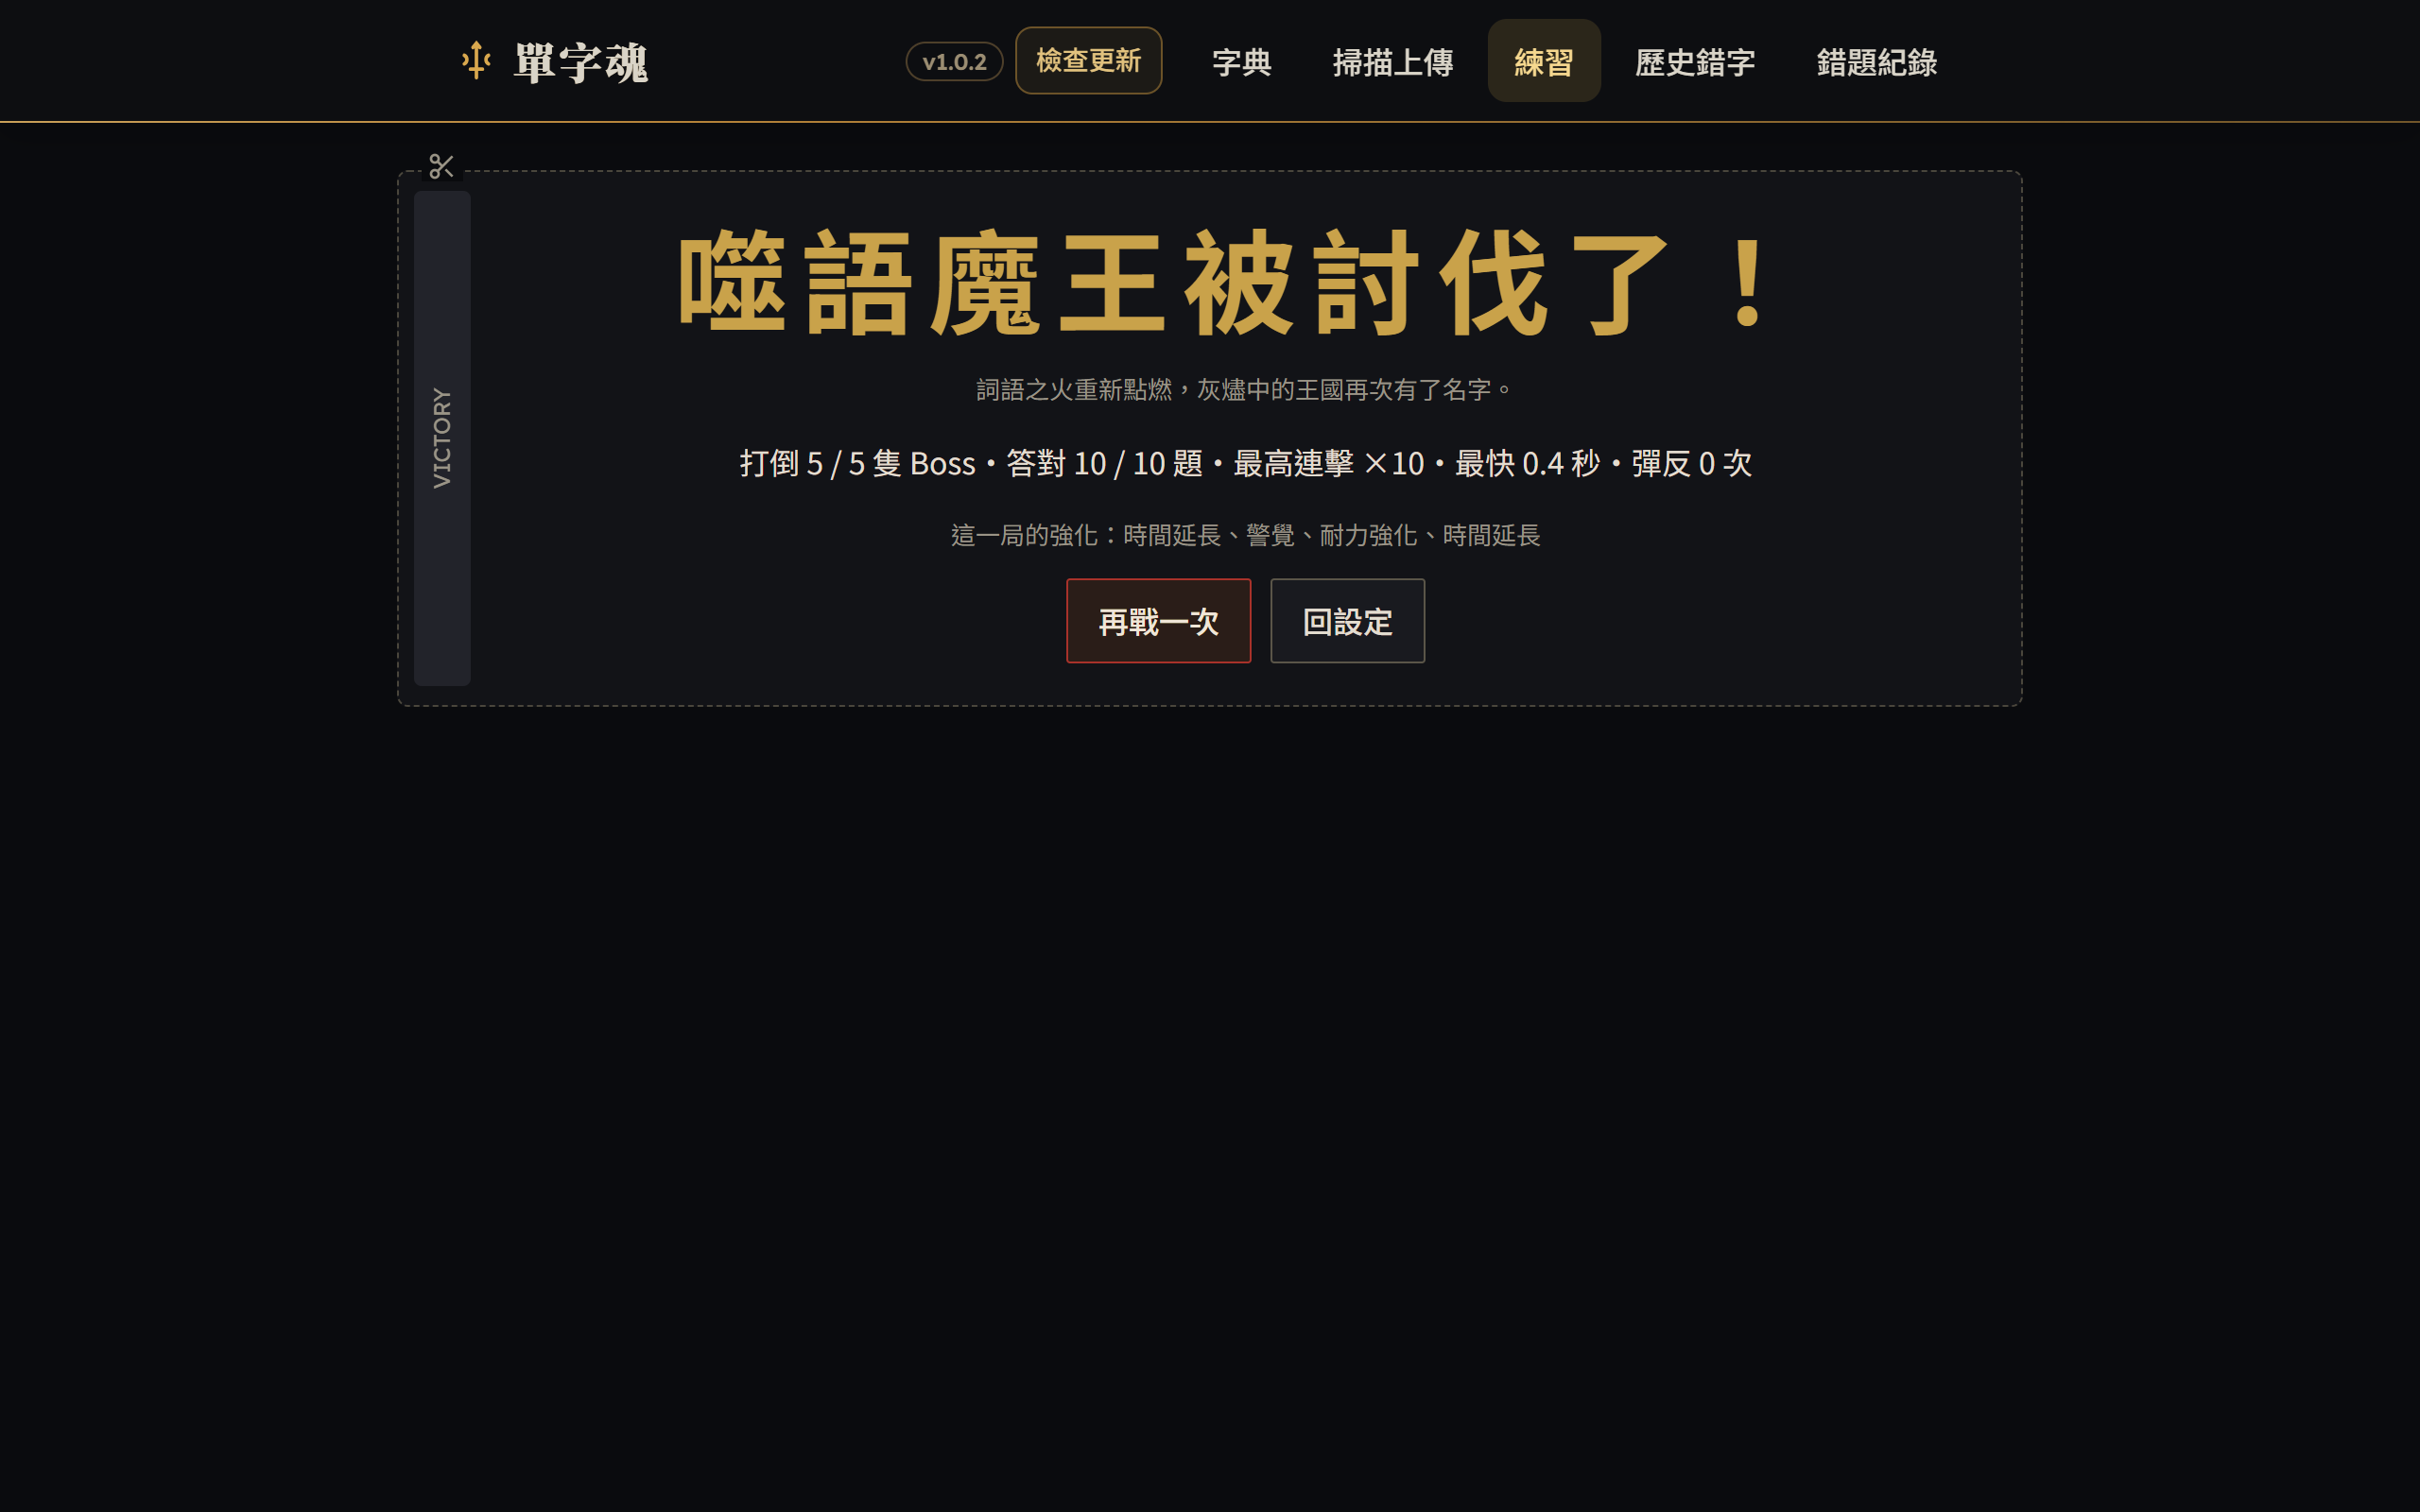 單字魂
v1.0.2
檢查更新
字典
掃描上傳
練習
歷史錯字
錯題紀錄
VICTORY
噬語魔王被討伐了！
詞語之火重新點燃，灰燼中的王國再次有了名字。
打倒 5 / 5 隻 Boss・答對 10 / 10 題・最高連擊 ×10・最快 0.4 秒・彈反 0 次
這一局的強化：時間延長、警覺、耐力強化、時間延長
再戰一次
回設定